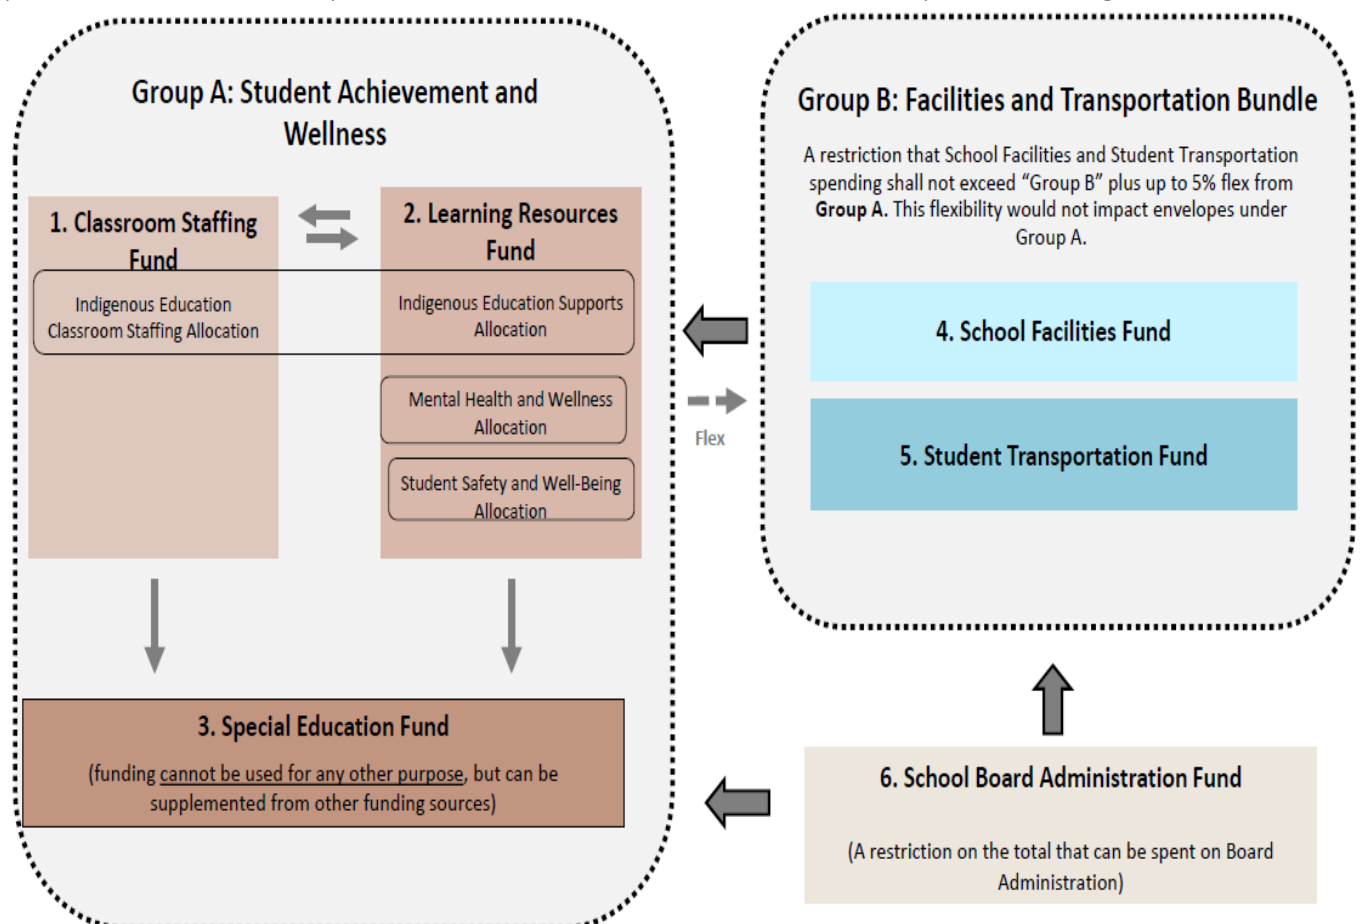 Group A: Student Achievement and
Wellness
1. Classroom Staffing
Fund
Indigenous Education
Classroom Staffing Allocation
2. Learning Resources
Fund
Indigenous Education Supports
Allocation
Mental Health and Wellness
Allocation
Student Safety and Well-Being
Allocation
3. Special Education Fund
(funding cannot be used for any other purpose, but can be
supplemented from other funding sources)
Flex
Group B: Facilities and Transportation Bundle
A restriction that School Facilities and Student Transportation
spending shall not exceed “Group B” plus up to 5% flex from
Group A. This flexibility would not impact envelopes under
Group A.
4. School Facilities Fund
5. Student Transportation Fund
6. School Board Administration Fund
(A restriction on the total that can be spent on Board
Administration)